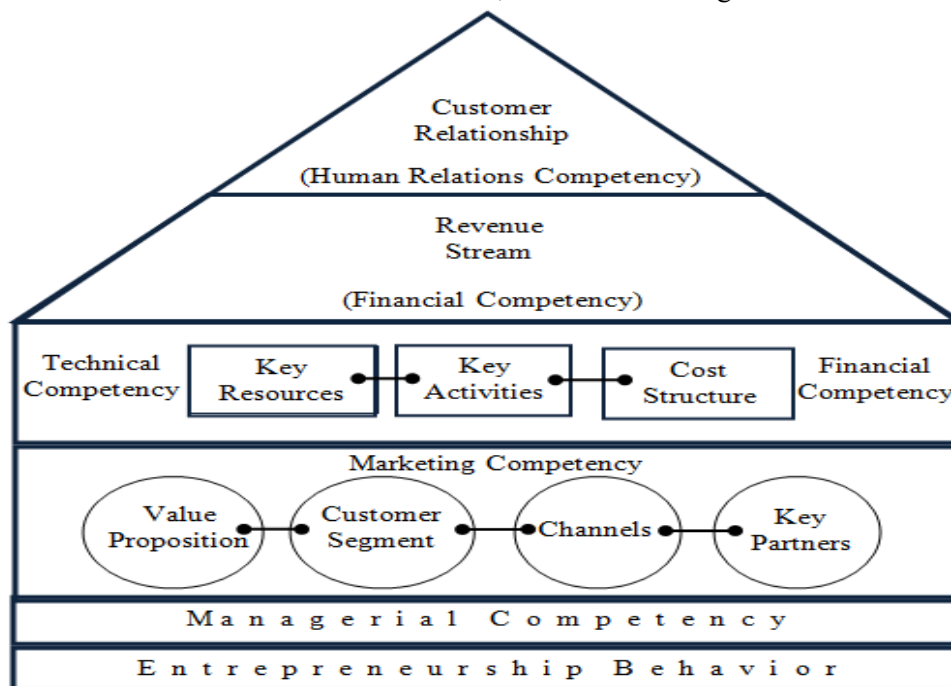 Customer
Relationship
(Human Relations Competency)
Revenue
Stream
(Financial Competency)
Technical
Competency
Key
Resources
Key
Activities
Cost
Structure
Financial
Competency
Marketing Competency
Value
Proposition
Customer
Segment
Channels
Key
Partners
Managerial Competency
Entrepreneurship Behavior